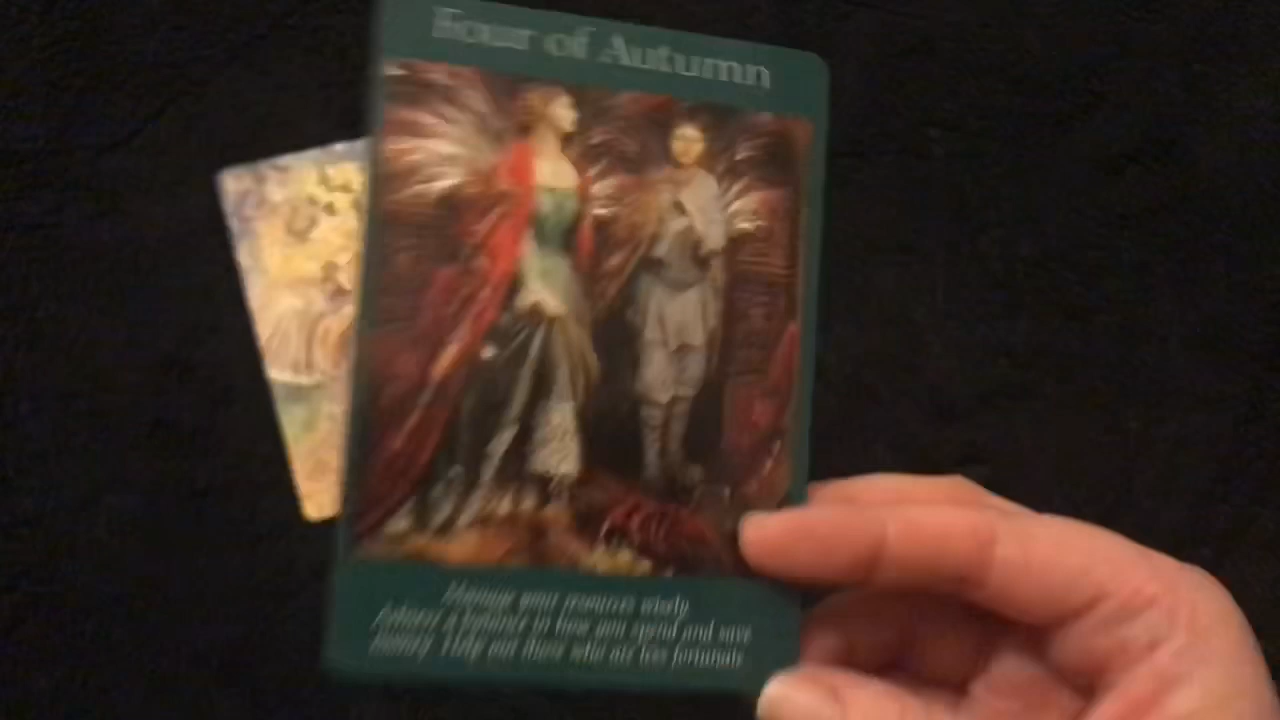 Four of Autumn
Manage your resources wisely.
Achieve a balance in how you spend and save
money. Help out those who are less fortunate.